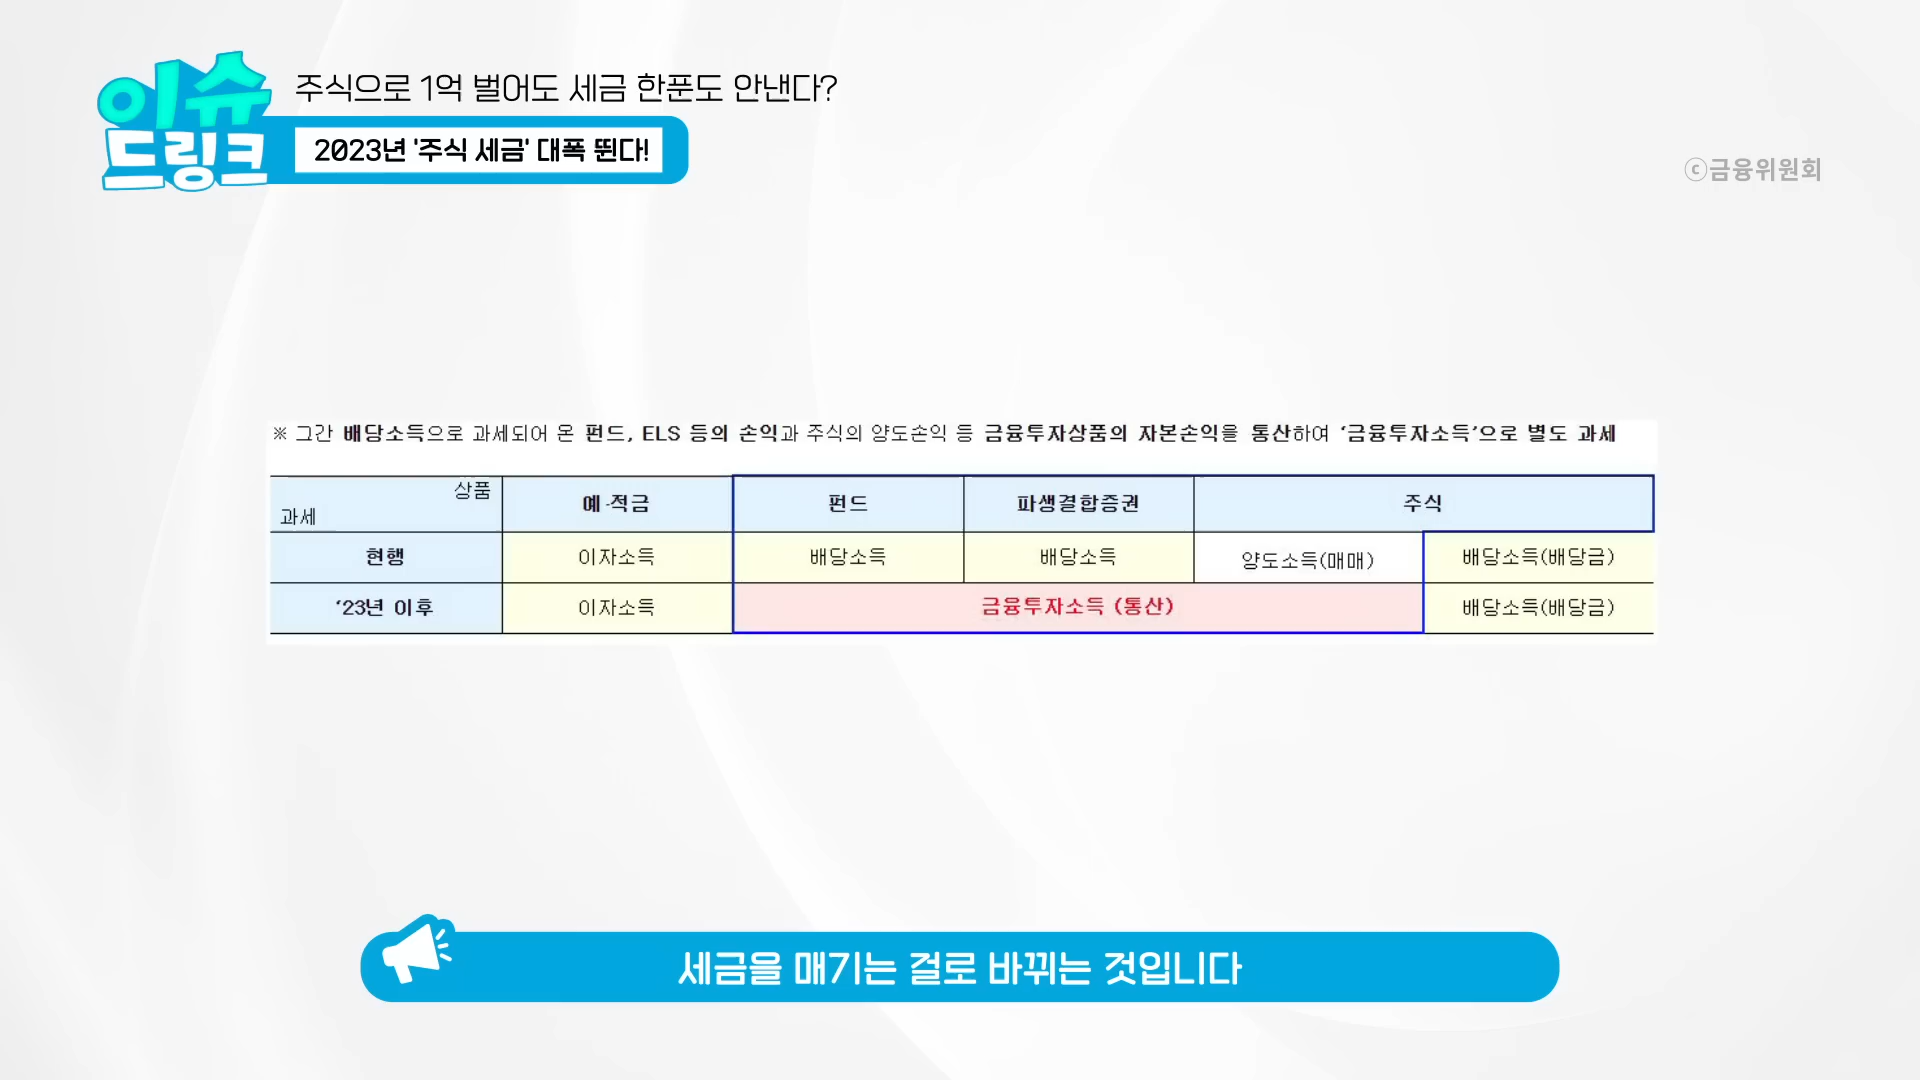 이슈
드링크
주식으로 1억 벌어도 세금 한푼도 안낸다?
2023년 '주식 세금' 대폭 뛴다!
ⓒ금융위원회
※ 그간 배당소득으로 과세되어 온 펀드, ELS 등의 손익과 주식의 양도손익 등 금융투자상품의 자본손익을 통산하여 ‘금융투자소득’으로 별도 과세
상품
과세
예·적금 펀드 파생결합증권 주식
현행 이자소득 배당소득 배당소득 양도소득(매매) 배당소득(배당금)
‘23년 이후 이자소득 금융투자소득 (통산) 배당소득(배당금)
세금을 매기는 걸로 바뀌는 것입니다